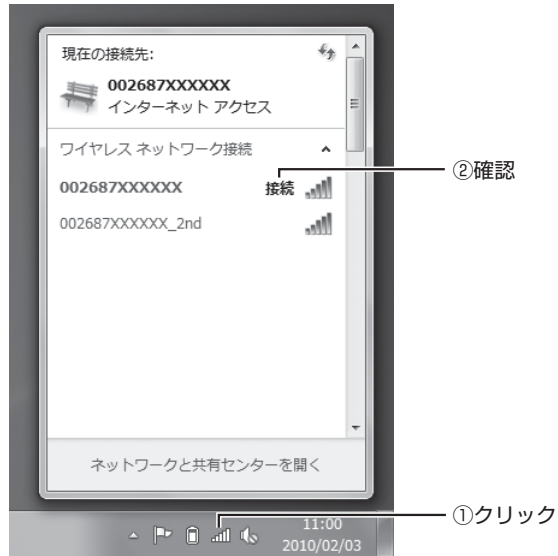 現在の接続先:
002687XXXXXX
インターネット アクセス
ワイヤレス ネットワーク接続
002687XXXXXX 接続
②確認
002687XXXXXX_2nd
ネットワークと共有センターを開く
①クリック
11:00
2010/02/03